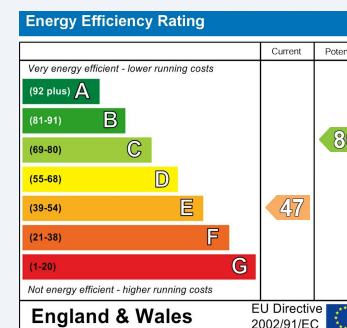 Energy Efficiency Rating
Current
Very energy efficient - lower running costs
(92 plus) A
(81-91) B
(69-80) C
(55-68) D
(39-54) E 47
(21-38) F
(1-20) G
Not energy efficient - higher running costs
England & Wales
EU Directive
2002/91/EC